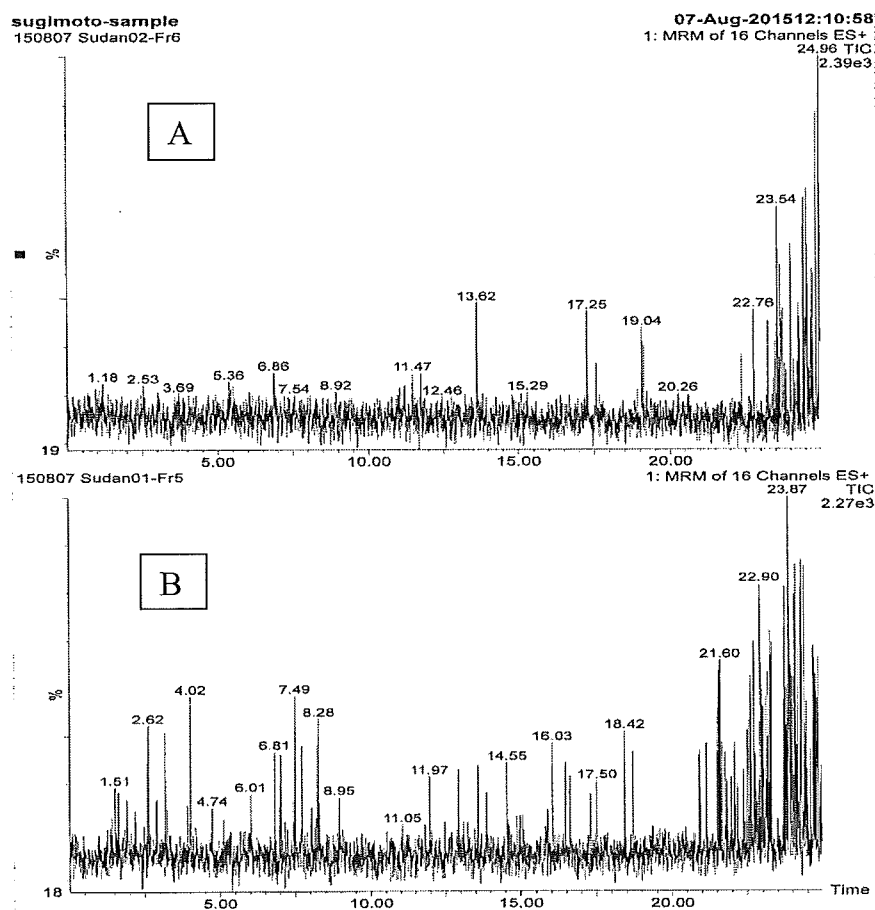 sugimoto-sample 07-Aug-201512:10:58
150807 Sudan02-Fr6 1: MRM of 16 Channels ES+
24.96 TIC
2.39e3
A
23.54
%
13.62 17.25 22.76
19.04
1.18 2.53 3.69 5.36 6.86 7.54 8.92 11.47 12.46 15.29 20.26
19
5.00 10.00 15.00 20.00
150807 Sudan01-Fr5 1: MRM of 16 Channels ES+
23.87 TIC
2.27e3
B
22.90
21.60
%
4.02 7.49
2.62 8.28 16.03 18.42
6.81
1.51 4.74 6.01 8.95 11.05 11.97 14.55 17.50
18
5.00 10.00 15.00 20.00 Time